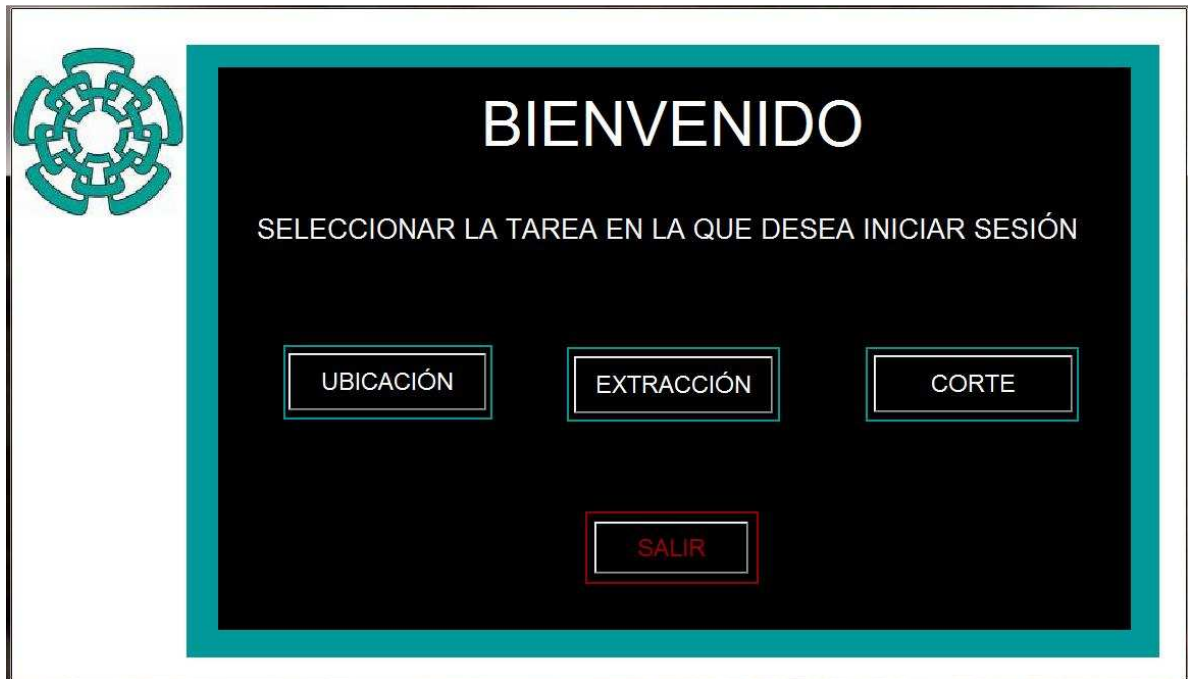 BIENVENIDO
SELECCIONAR LA TAREA EN LA QUE DESEA INICIAR SESIÓN
UBICACIÓN
EXTRACCIÓN
CORTE
SALIR